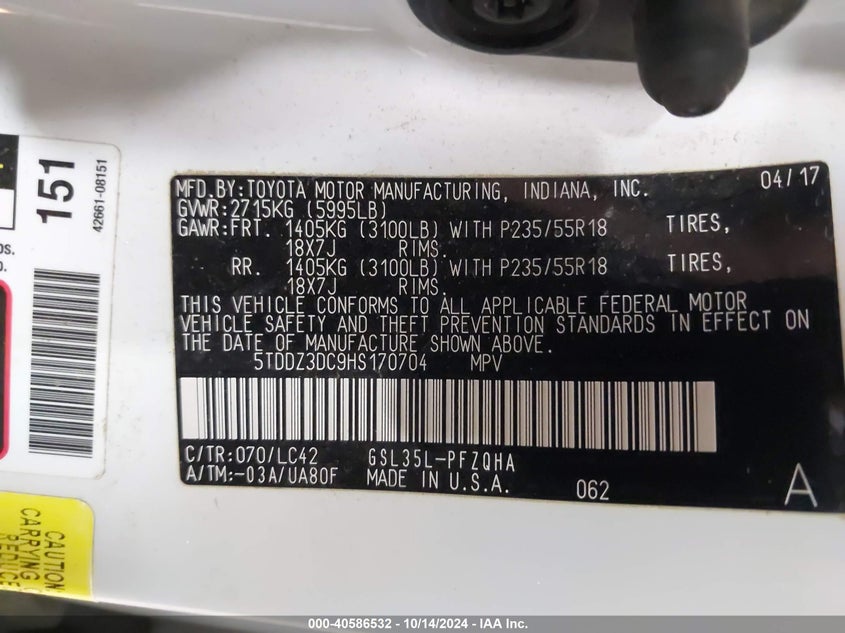 151
42661-08151
ps.
o.
MFD.BY:TOYOTA MOTOR MANUFACTURING, INDIANA, INC. 04/17
GVWR:2715KG (5995LB)
GAWR:FRT. 1405KG (3100LB) WITH P235/55R18 TIRES,
18X7J RIMS.
RR. 1405KG (3100LB) WITH P235/55R18 TIRES,
18X7J RIMS.
THIS VEHICLE CONFORMS TO ALL APPLICABLE FEDERAL MOTOR
VEHICLE SAFETY AND THEFT PREVENTION STANDARDS IN EFFECT ON
THE DATE OF MANUFACTURE SHOWN ABOVE.
5TDDZ3DC9HS170704 MPV
C/TR:070/LC42 GSL35L-PFZQHA
A/TM:-03A/UA80F MADE IN U.S.A. 062 A
CAUTION
CARRYING
REDUCE
000-40586532 - 10/14/2024 - IAA Inc.